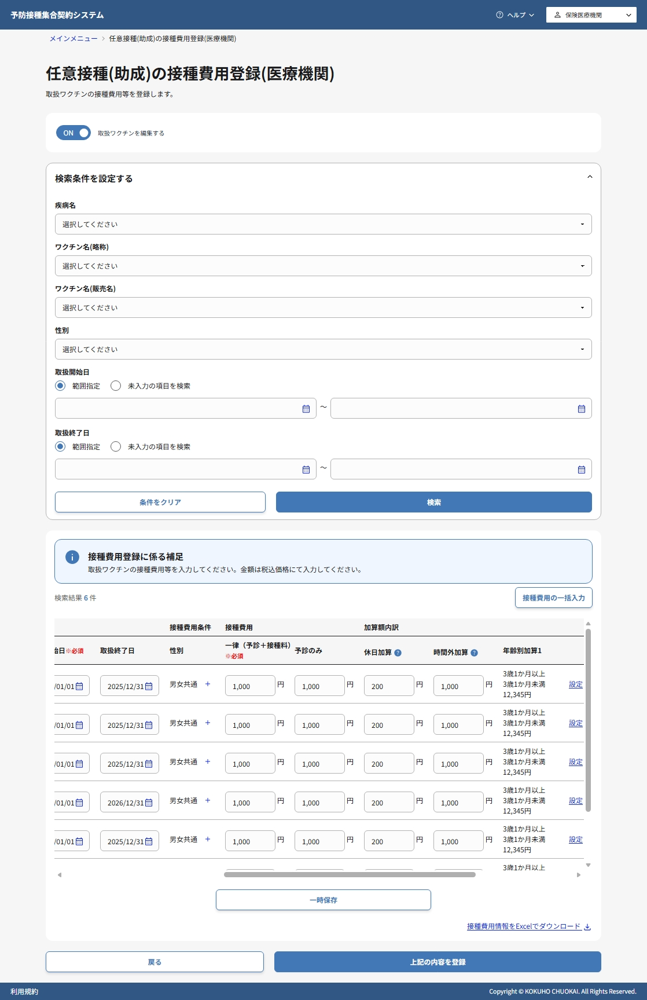 予防接種集合契約システム
ヘルプ
保険医療機関
メインメニュー > 任意接種(助成)の接種費用登録(医療機関)
任意接種(助成)の接種費用登録(医療機関)
取扱ワクチンの接種費用等を登録します。
ON 取扱ワクチンを編集する
検索条件を設定する
疾病名
選択してください
ワクチン名(略称)
選択してください
ワクチン名(販売名)
選択してください
性別
選択してください
取扱開始日
範囲指定 未入力の項目を検索
～
取扱終了日
範囲指定 未入力の項目を検索
～
条件をクリア 検索
接種費用登録に係る補足
取扱ワクチンの接種費用等を入力してください。金額は税込価格にて入力してください。
検索結果 6 件 接種費用の一括入力
接種費用条件 接種費用 加算額内訳
始日※必須 取扱終了日 性別 一律（予診＋接種料）※必須 予診のみ 休日加算 ? 時間外加算 ? 年齢別加算1
/01/01 2025/12/31 男女共通 + 1,000 円 1,000 円 200 円 1,000 円 3歳1か月以上 3歳1か月未満 12,345円 設定
/01/01 2025/12/31 男女共通 + 1,000 円 1,000 円 200 円 1,000 円 3歳1か月以上 3歳1か月未満 12,345円 設定
/01/01 2025/12/31 男女共通 + 1,000 円 1,000 円 200 円 1,000 円 3歳1か月以上 3歳1か月未満 12,345円 設定
/01/01 2026/12/31 男女共通 + 1,000 円 1,000 円 200 円 1,000 円 3歳1か月以上 3歳1か月未満 12,345円 設定
/01/01 2025/12/31 男女共通 + 1,000 円 1,000 円 200 円 1,000 円 3歳1か月以上 3歳1か月未満 12,345円 設定
3歳1か月以上
一時保存
接種費用情報をExcelでダウンロード
戻る 上記の内容を登録
利用規約 Copyright © KOKUHO CHUOKAI. All Rights Reserved.